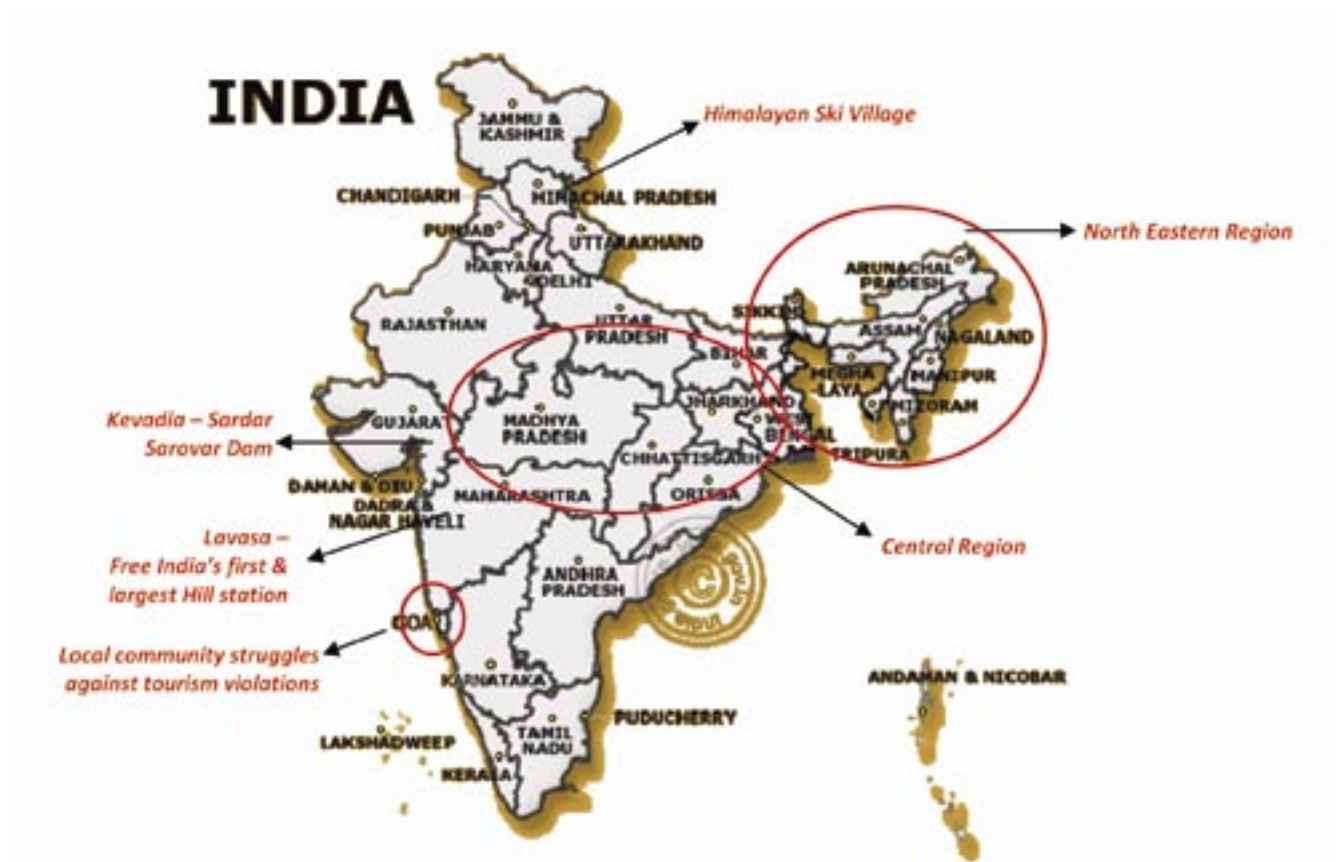 INDIA
JAMMU &
KASHMIR
Himalayan Ski Village
CHANDIGARH
HIMACHAL PRADESH
PUNJAB
UTTARAKHAND
North Eastern Region
HARYANA
DELHI
ARUNACHAL
PRADESH
SIKKIM
RAJASTHAN
UTTAR
PRADESH
ASSAM
NAGALAND
BIHAR
MEGHA
LAYA
MANIPUR
JHARKHAND
MIZORAM
Kevadia – Sardar
Sarovar Dam
GUJARAT
MADHYA
PRADESH
WEST
BENGAL
TRIPURA
CHHATTISGARH
DAMAN & DIU
DADRA &
NAGAR HAVELI
MAHARASHTRA
ORISSA
Lavasa –
Free India's first &
largest Hill station
Central Region
ANDHRA
PRADESH
GOA
Local community struggles
against tourism violations
KARNATAKA
ANDAMAN & NICOBAR
PUDUCHERRY
LAKSHADWEEP
TAMIL
NADU
KERALA
C
gov.in
India